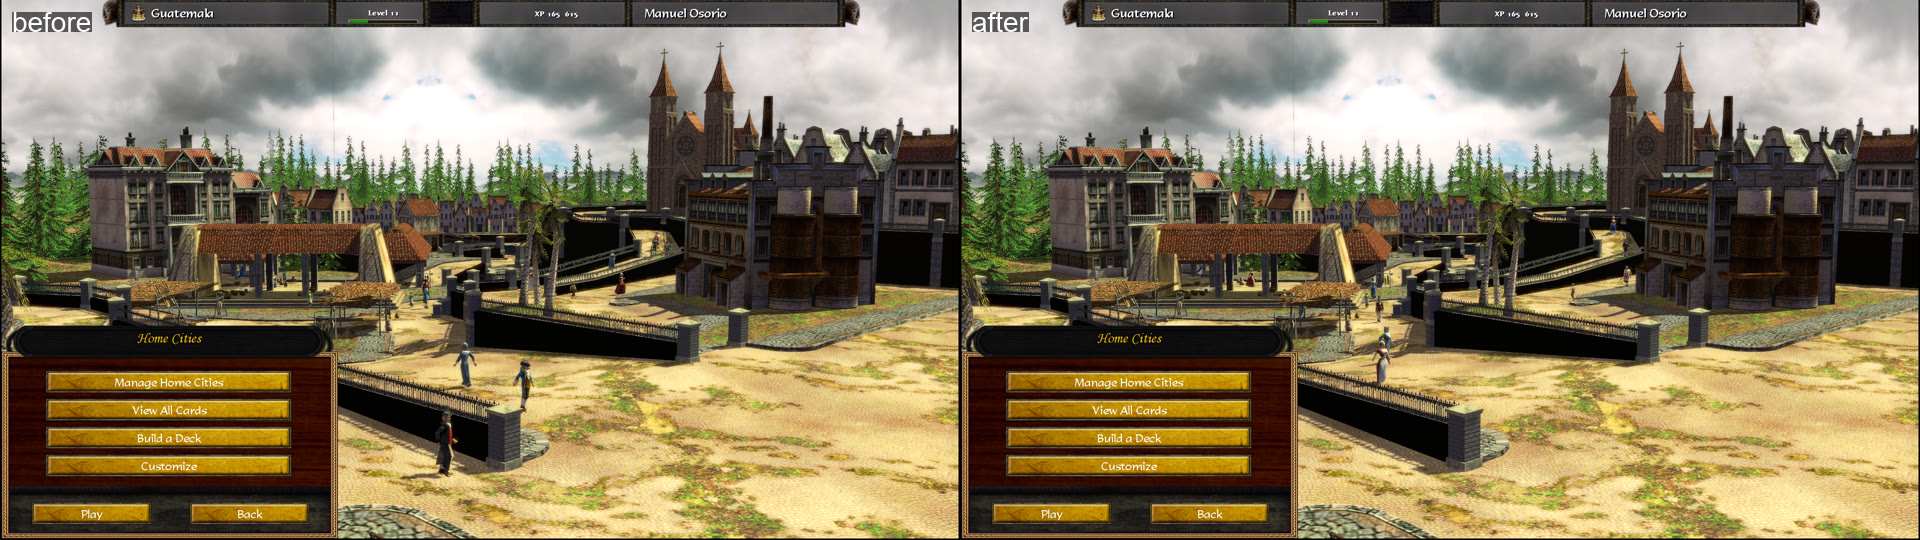 before
Guatemala
Level 11
XP 165 615
Manuel Osorio
Home Cities
Manage Home Cities
View All Cards
Build a Deck
Customize
Play
Back
after
Guatemala
Level 11
XP 165 615
Manuel Osorio
Home Cities
Manage Home Cities
View All Cards
Build a Deck
Customize
Play
Back